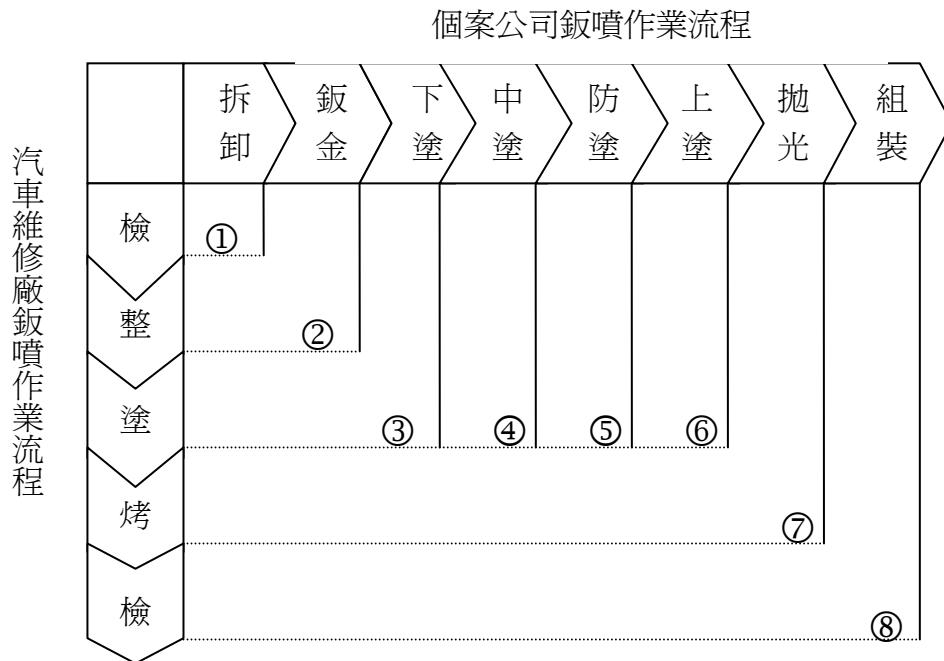 個案公司鈑噴作業流程
拆卸
鈑金
下塗
中塗
防塗
上塗
拋光
組裝
汽車維修廠鈑噴作業流程
檢
①
整
②
塗
③
④
⑤
⑥
烤
⑦
檢
⑧